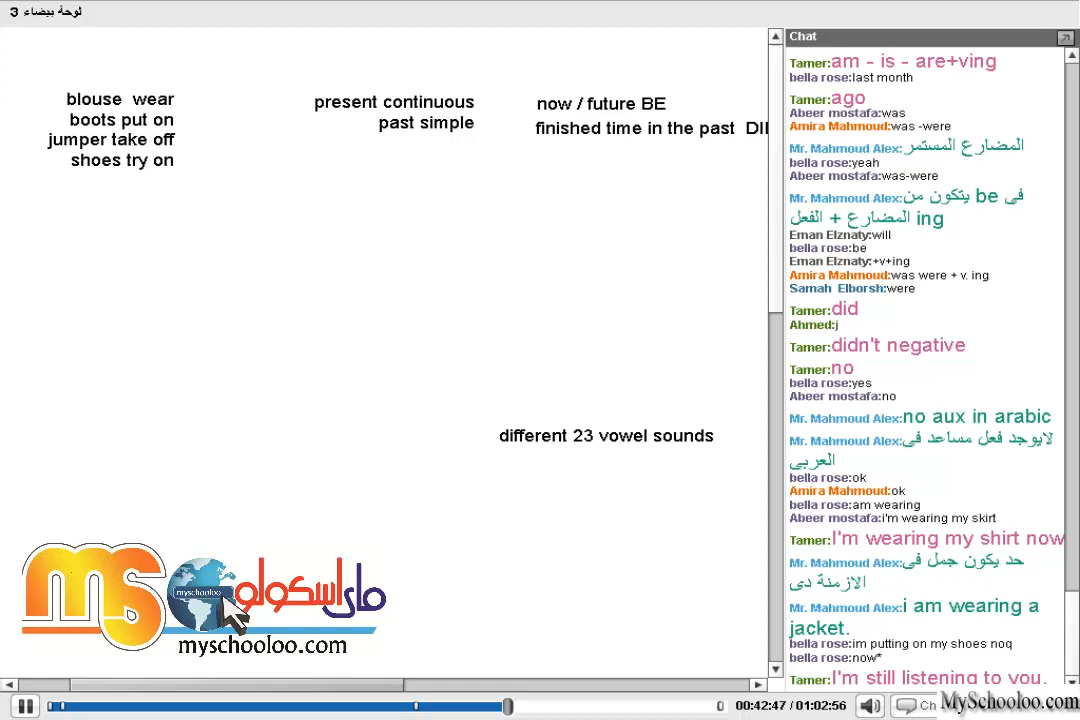 لوحة بيضاء 3
blouse wear
boots put on
jumper take off
shoes try on
present continuous
past simple
now / future BE
finished time in the past DI
different 23 vowel sounds
ms
myschooloo
ماى اسكولو
myschooloo.com
Chat
Tamer:am - is - are+ving
bella rose:last month
Tamer:ago
Abeer mostafa:was
Amira Mahmoud:was -were
Mr. Mahmoud Alex:المضارع المستمر
bella rose:yeah
Abeer mostafa:was-were
Mr. Mahmoud Alex:يتكون من be فى
المضارع + الفعل ing
Eman Elznaty:will
bella rose:be
Eman Elznaty:+v+ing
Amira Mahmoud:was were + v. ing
Samah Elborsh:were
Tamer:did
Ahmed:j
Tamer:didn't negative
Tamer:no
bella rose:yes
Abeer mostafa:no
Mr. Mahmoud Alex:no aux in arabic
Mr. Mahmoud Alex:لايوجد فعل مساعد فى
العربى
bella rose:ok
Amira Mahmoud:ok
bella rose:am wearing
Abeer mostafa:i'm wearing my skirt
Tamer:I'm wearing my shirt now
Mr. Mahmoud Alex:حد يكون جمل فى
الازمنة دى
Mr. Mahmoud Alex:i am wearing a
jacket.
bella rose:im putting on my shoes noq
bella rose:now*
Tamer:I'm still listening to you.
00:42:47 / 01:02:56
Ch
MySchooloo.com